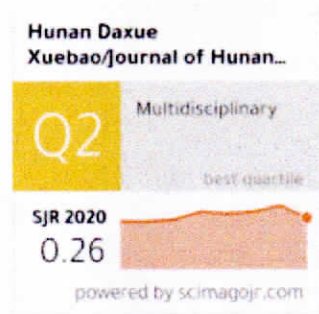 Hunan Daxue
Xuebao/Journal of Hunan...
Q2
Multidisciplinary
best quartile
SJR 2020
0.26
powered by scimagojr.com